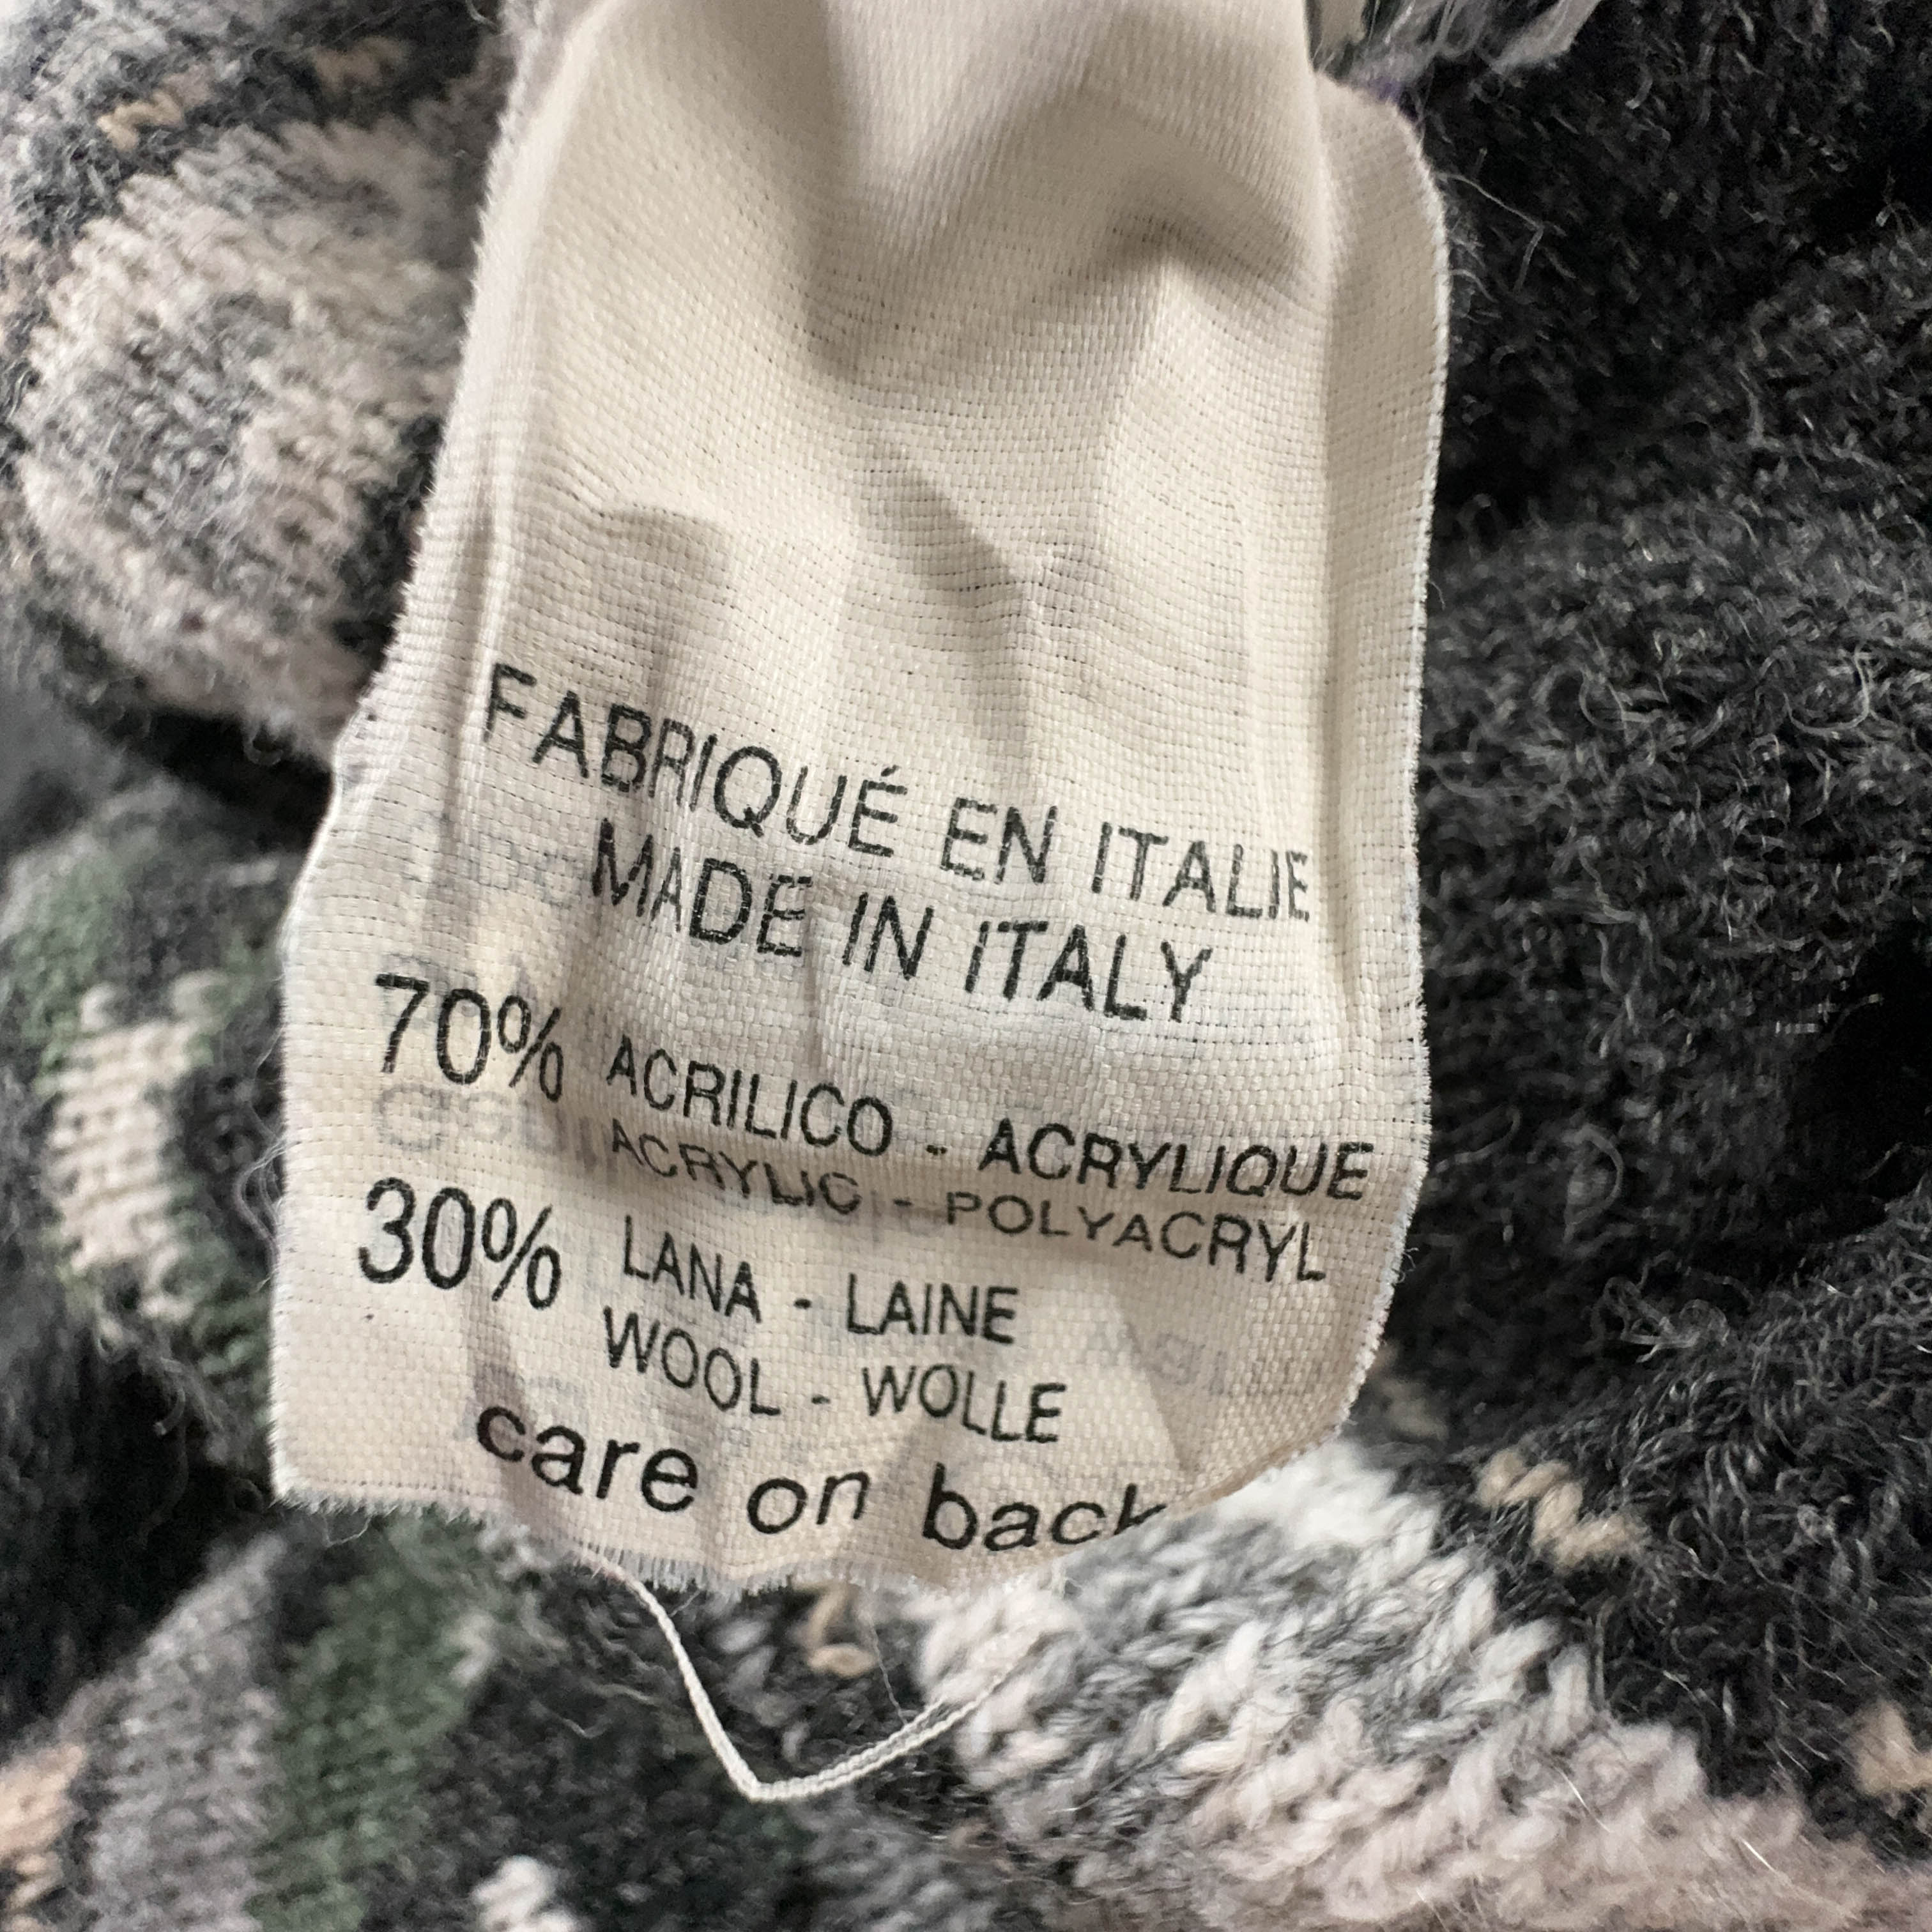 FABRIQUÉ EN ITALIE
MADE IN ITALY
70% ACRILICO - ACRYLIQUE
ACRYLIC - POLYACRYL
30% LANA - LAINE
WOOL - WOLLE
care on back